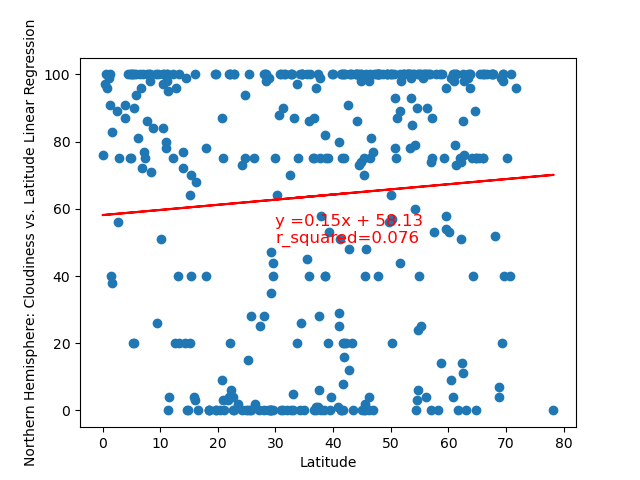 Northern Hemisphere: Cloudiness vs. Latitude Linear Regression
100
80
60
40
20
0
y =0.15x + 58.13
r_squared=0.076
0 10 20 30 40 50 60 70 80
Latitude